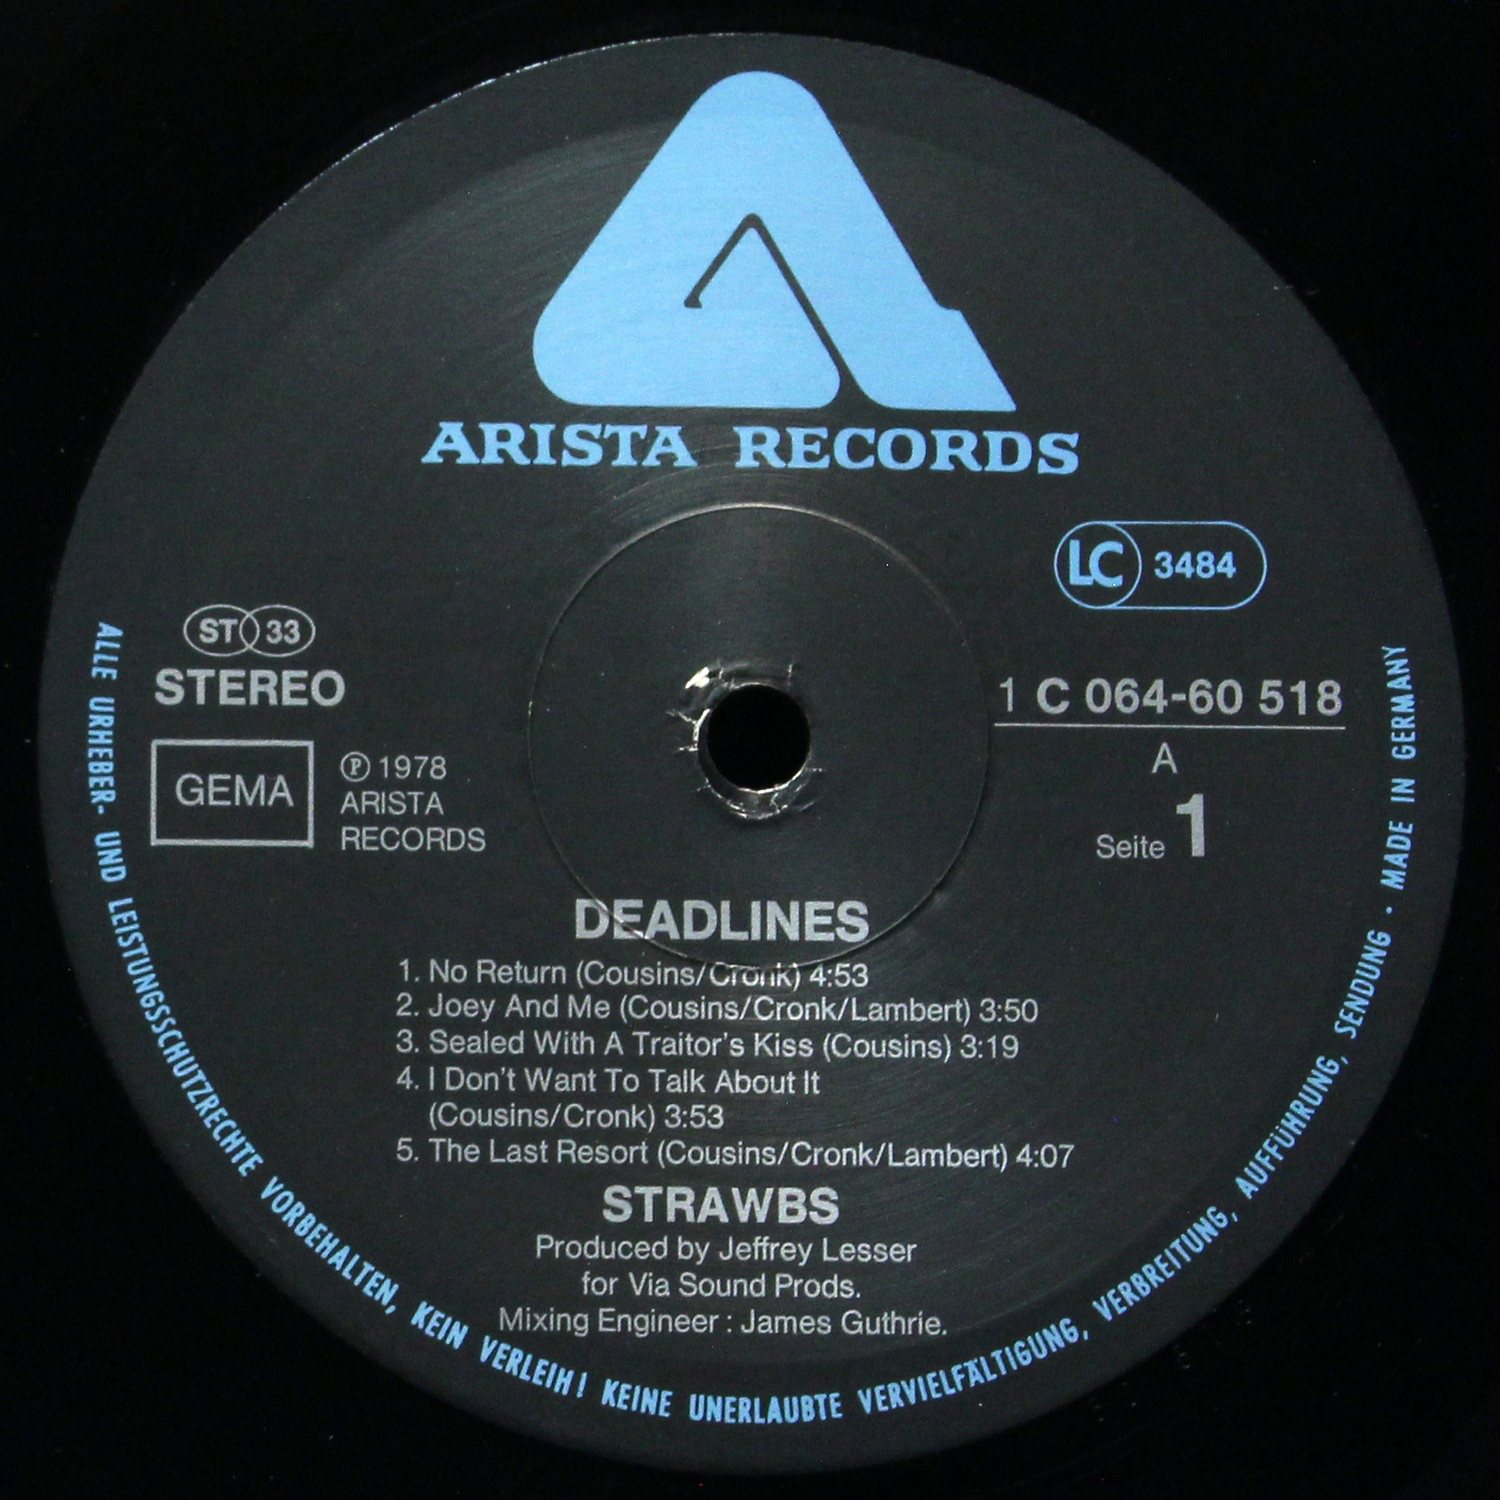 ARISTA RECORDS
LC 3484
ST 33
STEREO
GEMA
℗ 1978
ARISTA
RECORDS
1 C 064-60 518
A
Seite 1
DEADLINES
1. No Return (Cousins/Cronk) 4:53
2. Joey And Me (Cousins/Cronk/Lambert) 3:50
3. Sealed With A Traitor's Kiss (Cousins) 3:19
4. I Don't Want To Talk About It
(Cousins/Cronk) 3:53
5. The Last Resort (Cousins/Cronk/Lambert) 4:07
STRAWBS
Produced by Jeffrey Lesser
for Via Sound Prods.
Mixing Engineer : James Guthrie.
ALLE URHEBER- UND LEISTUNGSSCHUTZRECHTE VORBEHALTEN, KEIN VERLEIH! KEINE UNERLAUBTE VERVIELFÄLTIGUNG, VERBREITUNG, AUFFÜHRUNG, SENDUNG · MADE IN GERMANY